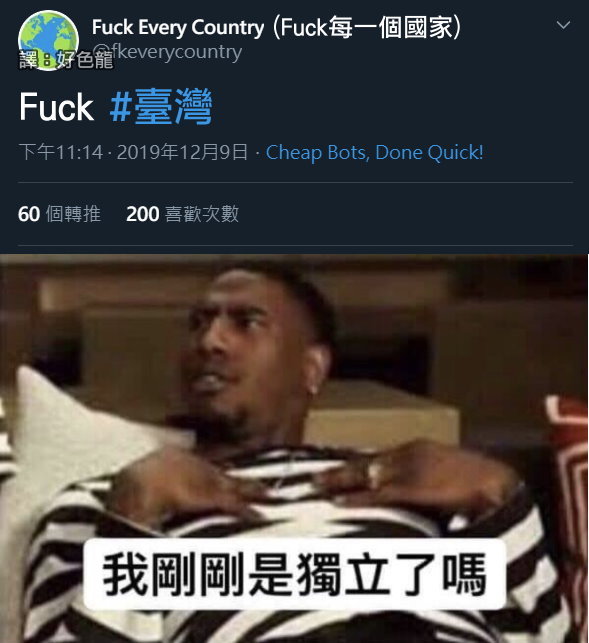 Fuck Every Country (Fuck每一個國家)
@fkeverycountry
譯：好色龍
Fuck #臺灣
下午11:14 · 2019年12月9日 · Cheap Bots, Done Quick!
60 個轉推 200 喜歡次數
我剛剛是獨立了嗎